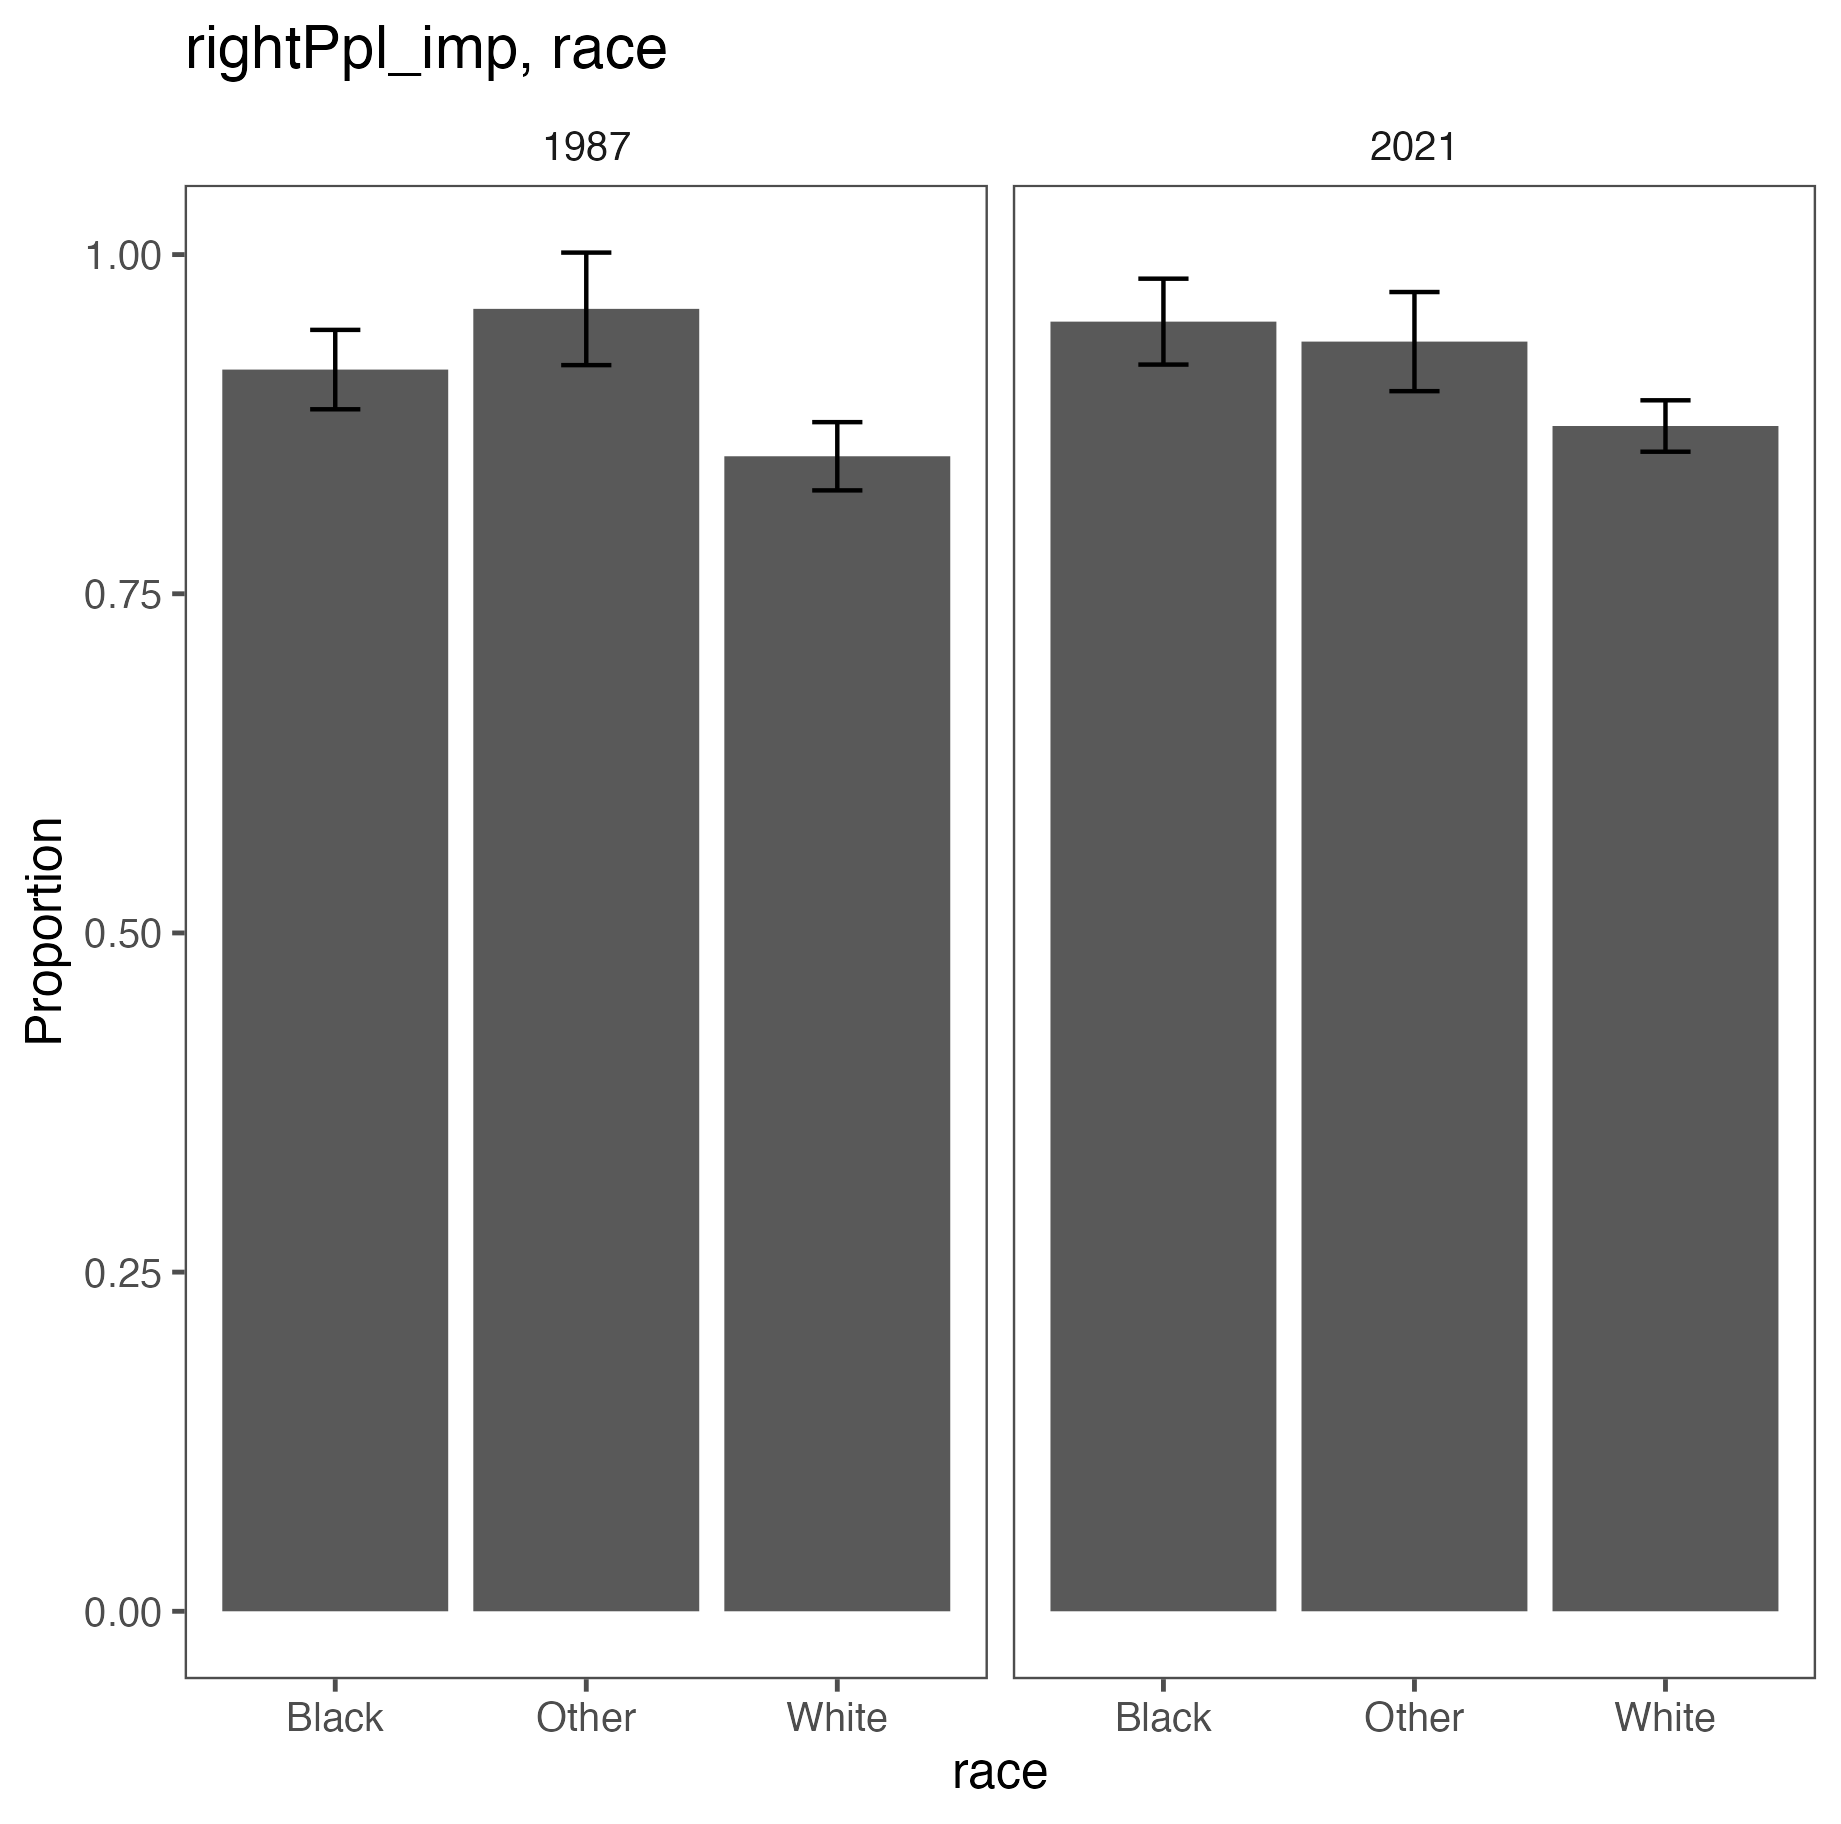 rightPpl_imp, race
1987 2021
1.00
0.75
0.50
0.25
0.00
Proportion
Black Other White Black Other White
race